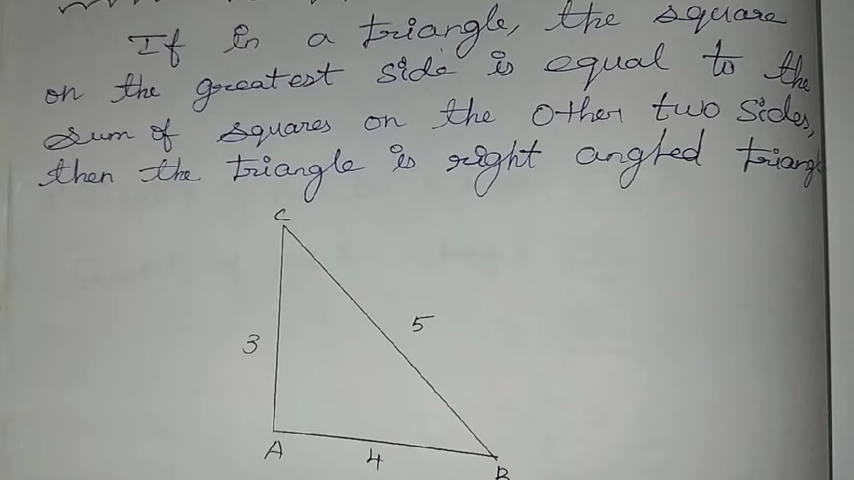 If in a triangle, the square
on the greatest side is equal to the
sum of squares on the other two sides,
then the triangle is right angled triangl
C
3
5
A
4
B